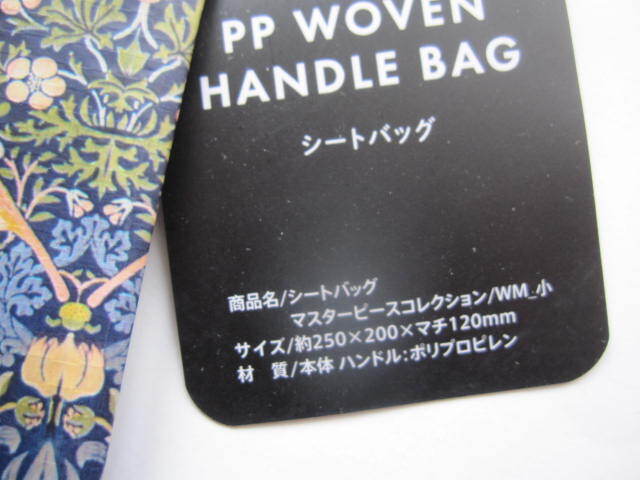 PP WOVEN
HANDLE BAG
シートバッグ
商品名/シートバッグ
マスターピースコレクション/WM_小
サイズ/約250×200×マチ120mm
材 質/本体 ハンドル:ポリプロピレン